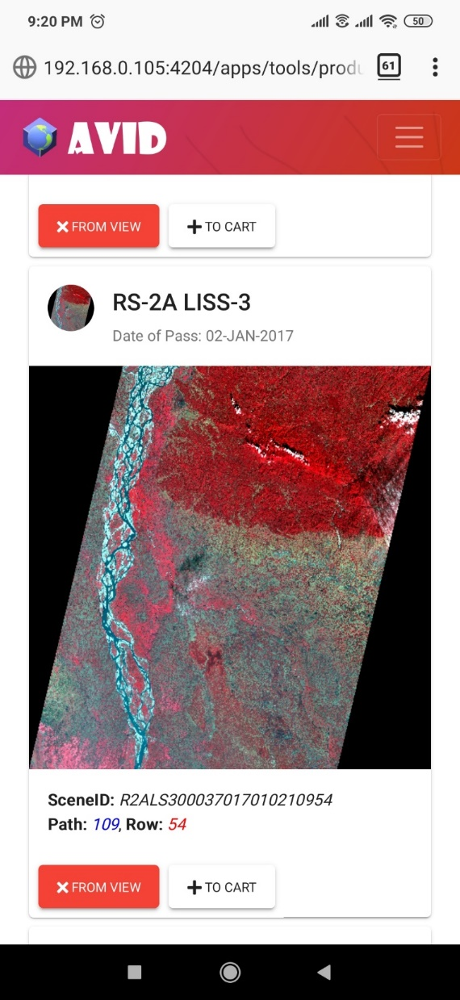 9:20 PM
50
192.168.0.105:4204/apps/tools/produ
61
AVID
FROM VIEW
TO CART
RS-2A LISS-3
Date of Pass: 02-JAN-2017
SceneID: R2ALS300037017010210954
Path: 109, Row: 54
FROM VIEW
TO CART